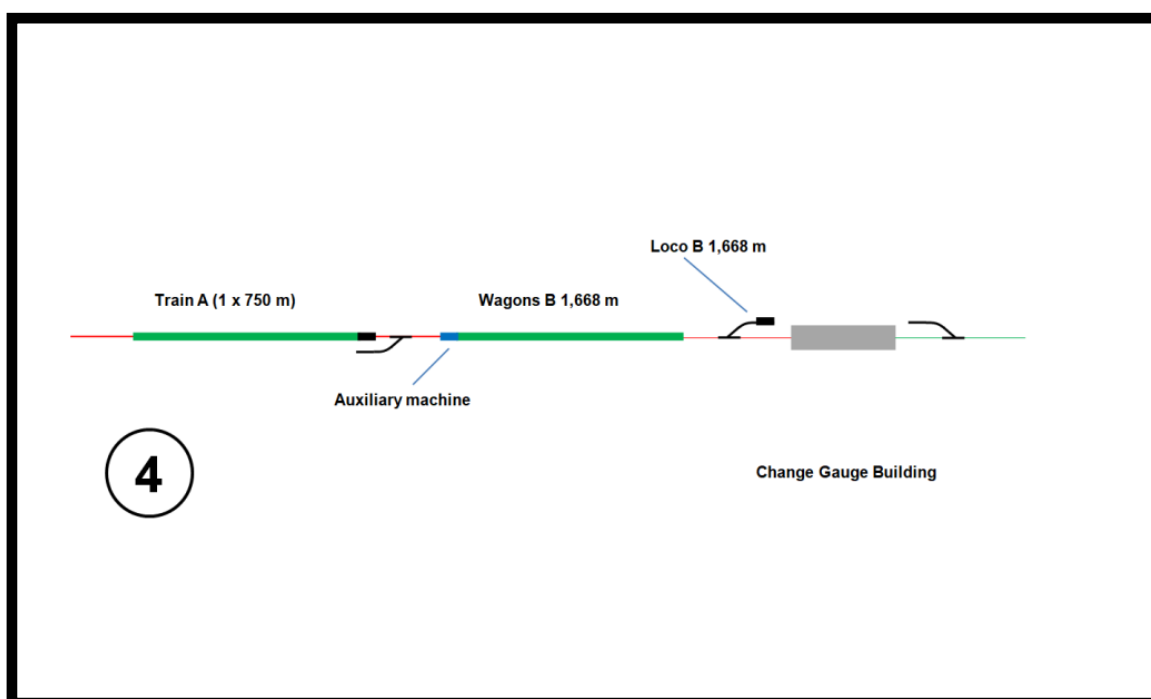 Loco B 1,668 m
Train A (1 x 750 m)
Wagons B 1,668 m
Auxiliary machine
4
Change Gauge Building